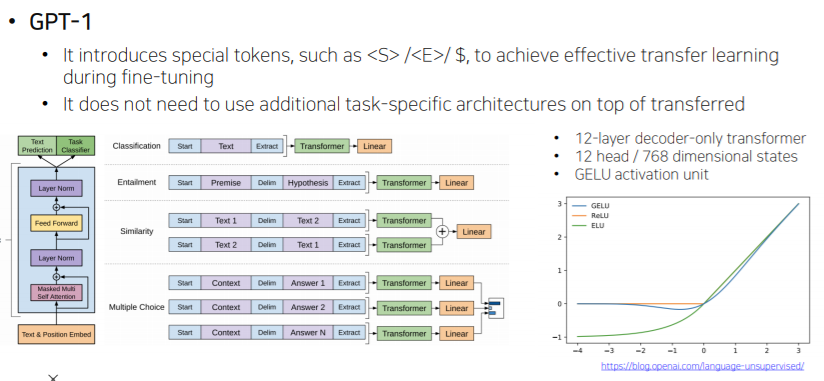 • GPT-1
• It introduces special tokens, such as <S> /<E>/ $, to achieve effective transfer learning
during fine-tuning
• It does not need to use additional task-specific architectures on top of transferred
Text Prediction
Task Classifier
Layer Norm
Feed Forward
Layer Norm
Masked Multi Self Attention
Text & Position Embed
Classification Start Text Extract Transformer Linear
Entailment Start Premise Delim Hypothesis Extract Transformer Linear
Similarity
Start Text 1 Delim Text 2 Extract Transformer
+ Linear
Start Text 2 Delim Text 1 Extract Transformer
Start Context Delim Answer 1 Extract Transformer Linear
Multiple Choice Start Context Delim Answer 2 Extract Transformer Linear
Start Context Delim Answer N Extract Transformer Linear
• 12-layer decoder-only transformer
• 12 head / 768 dimensional states
• GELU activation unit
GELU
ReLU
ELU
3
2
1
0
−1
−4 −3 −2 −1 0 1 2 3
https://blog.openai.com/language-unsupervised/